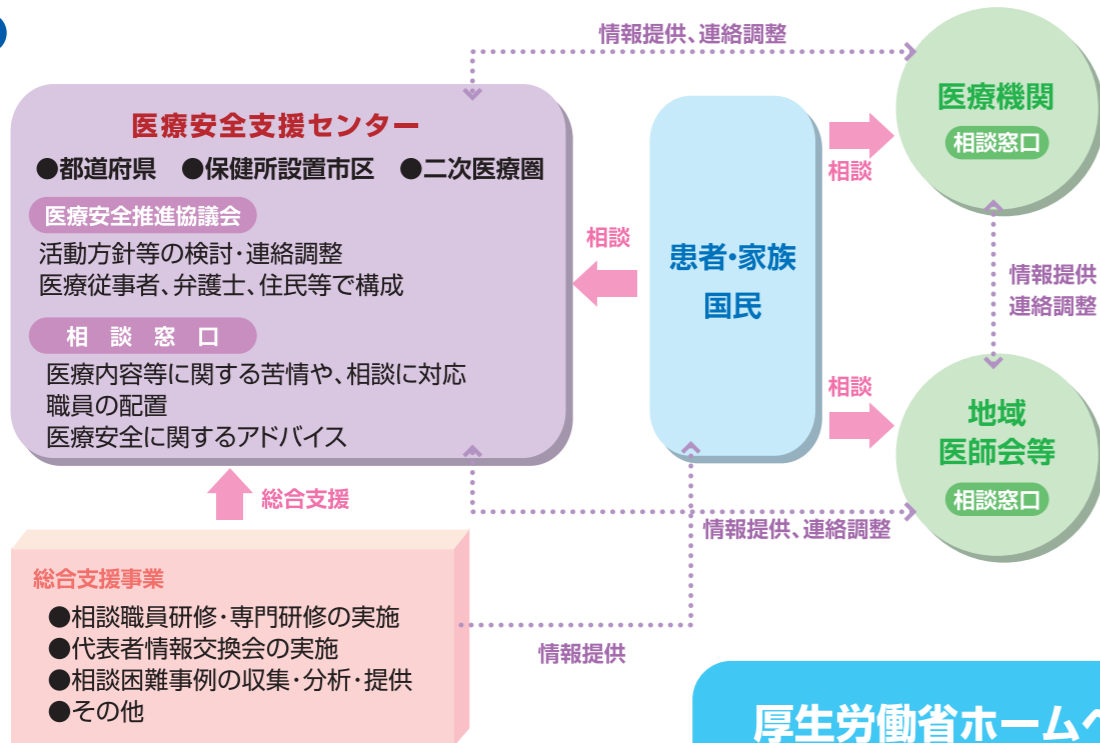 情報提供、連絡調整
医療安全支援センター
●都道府県 ●保健所設置市区 ●二次医療圏
医療安全推進協議会
活動方針等の検討・連絡調整
医療従事者、弁護士、住民等で構成
相談窓口
医療内容等に関する苦情や、相談に対応
職員の配置
医療安全に関するアドバイス
相談
患者・家族
国民
相談
医療機関
相談窓口
情報提供
連絡調整
相談
地域
医師会等
相談窓口
総合支援
情報提供、連絡調整
総合支援事業
●相談職員研修・専門研修の実施
●代表者情報交換会の実施
●相談困難事例の収集・分析・提供
●その他
情報提供
厚生労働省ホーム